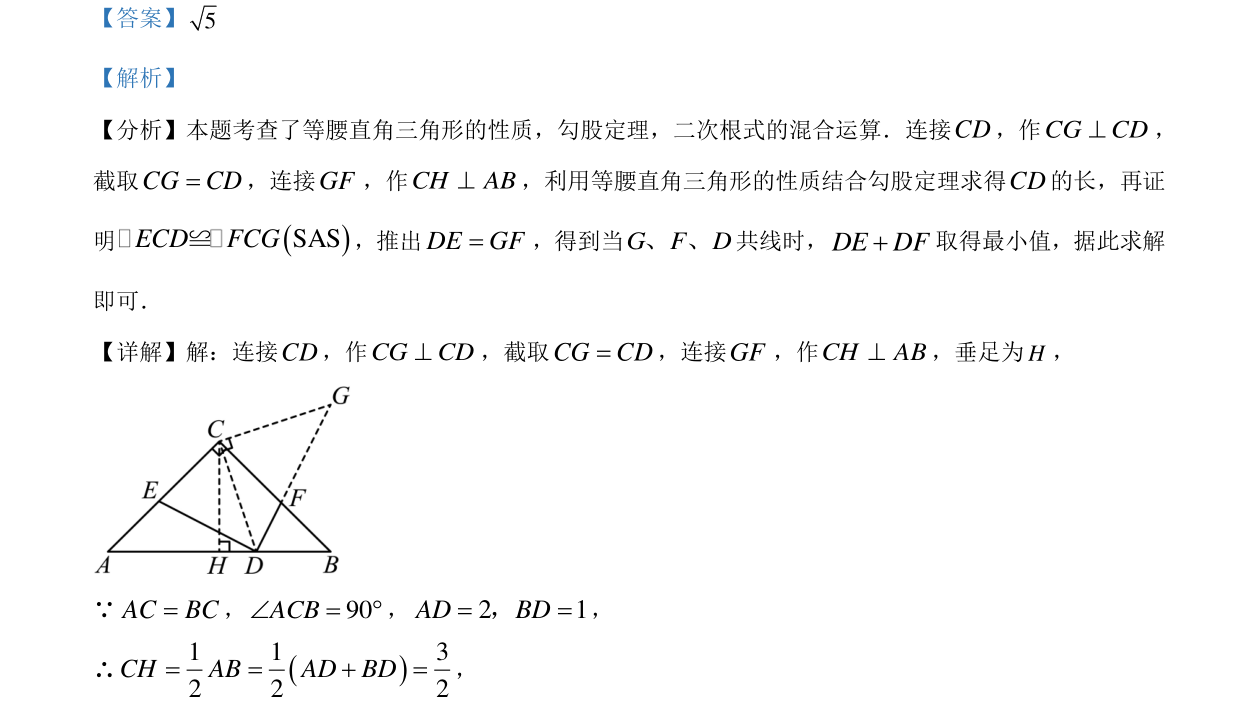 【答案】√5
【解析】
【分析】本题考查了等腰直角三角形的性质，勾股定理，二次根式的混合运算．连接CD，作CG⊥CD，
截取CG=CD，连接GF，作CH⊥AB，利用等腰直角三角形的性质结合勾股定理求得CD的长，再证
明□ECD≌□FCG(SAS)，推出DE=GF，得到当G、F、D共线时，DE+DF取得最小值，据此求解
即可．
【详解】解：连接CD，作CG⊥CD，截取CG=CD，连接GF，作CH⊥AB，垂足为H，
G
C
E
F
A H D B
∵AC=BC，∠ACB=90°，AD=2，BD=1，
∴CH=1/2AB=1/2(AD+BD)=3/2，